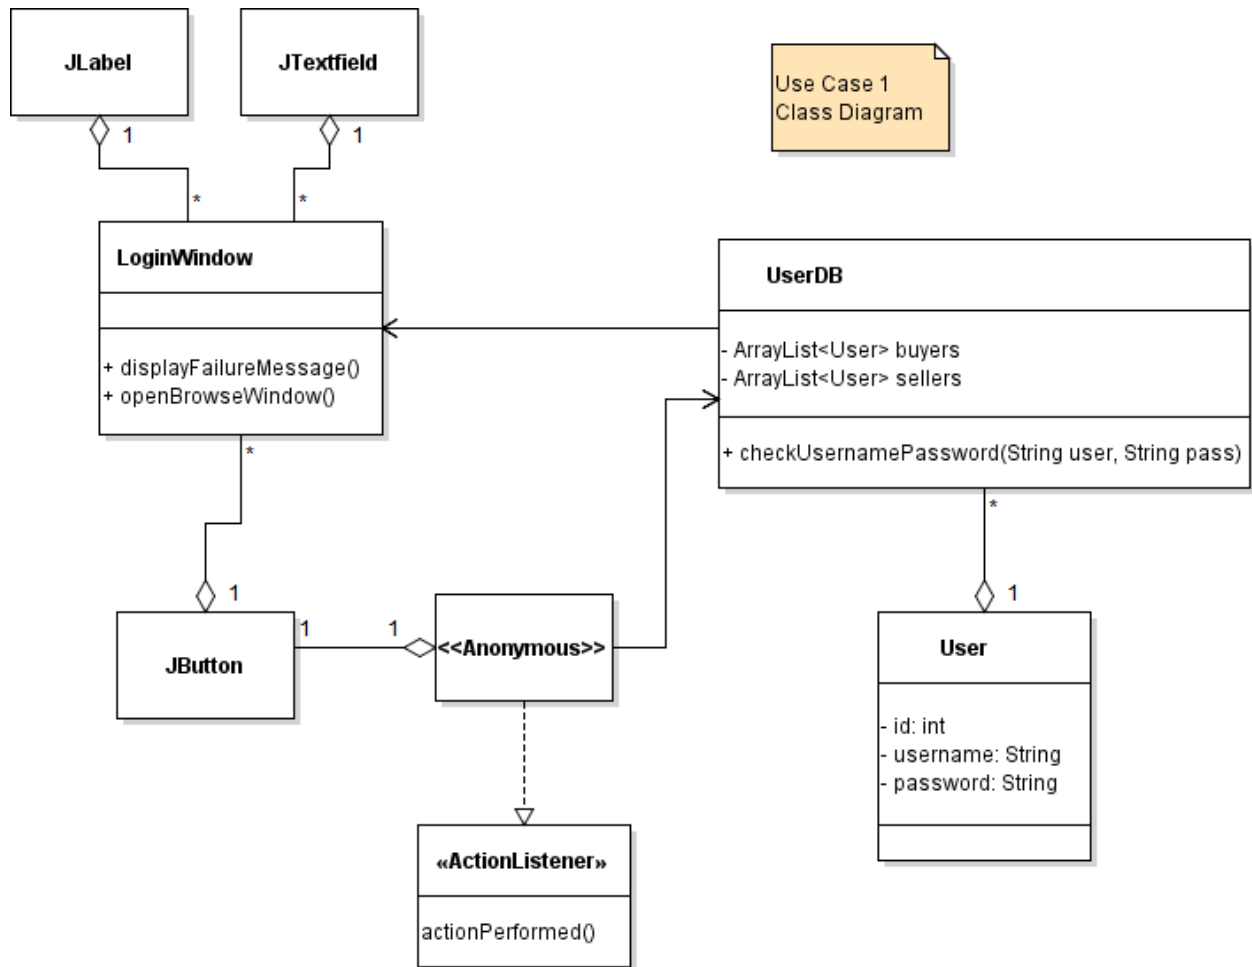 JLabel
JTextfield
Use Case 1
Class Diagram
1
1
*
*
LoginWindow
+ displayFailureMessage()
+ openBrowseWindow()
UserDB
- ArrayList<User> buyers
- ArrayList<User> sellers
+ checkUsernamePassword(String user, String pass)
*
*
1
1
JButton
1
1
<<Anonymous>>
User
- id: int
- username: String
- password: String
«ActionListener»
actionPerformed()